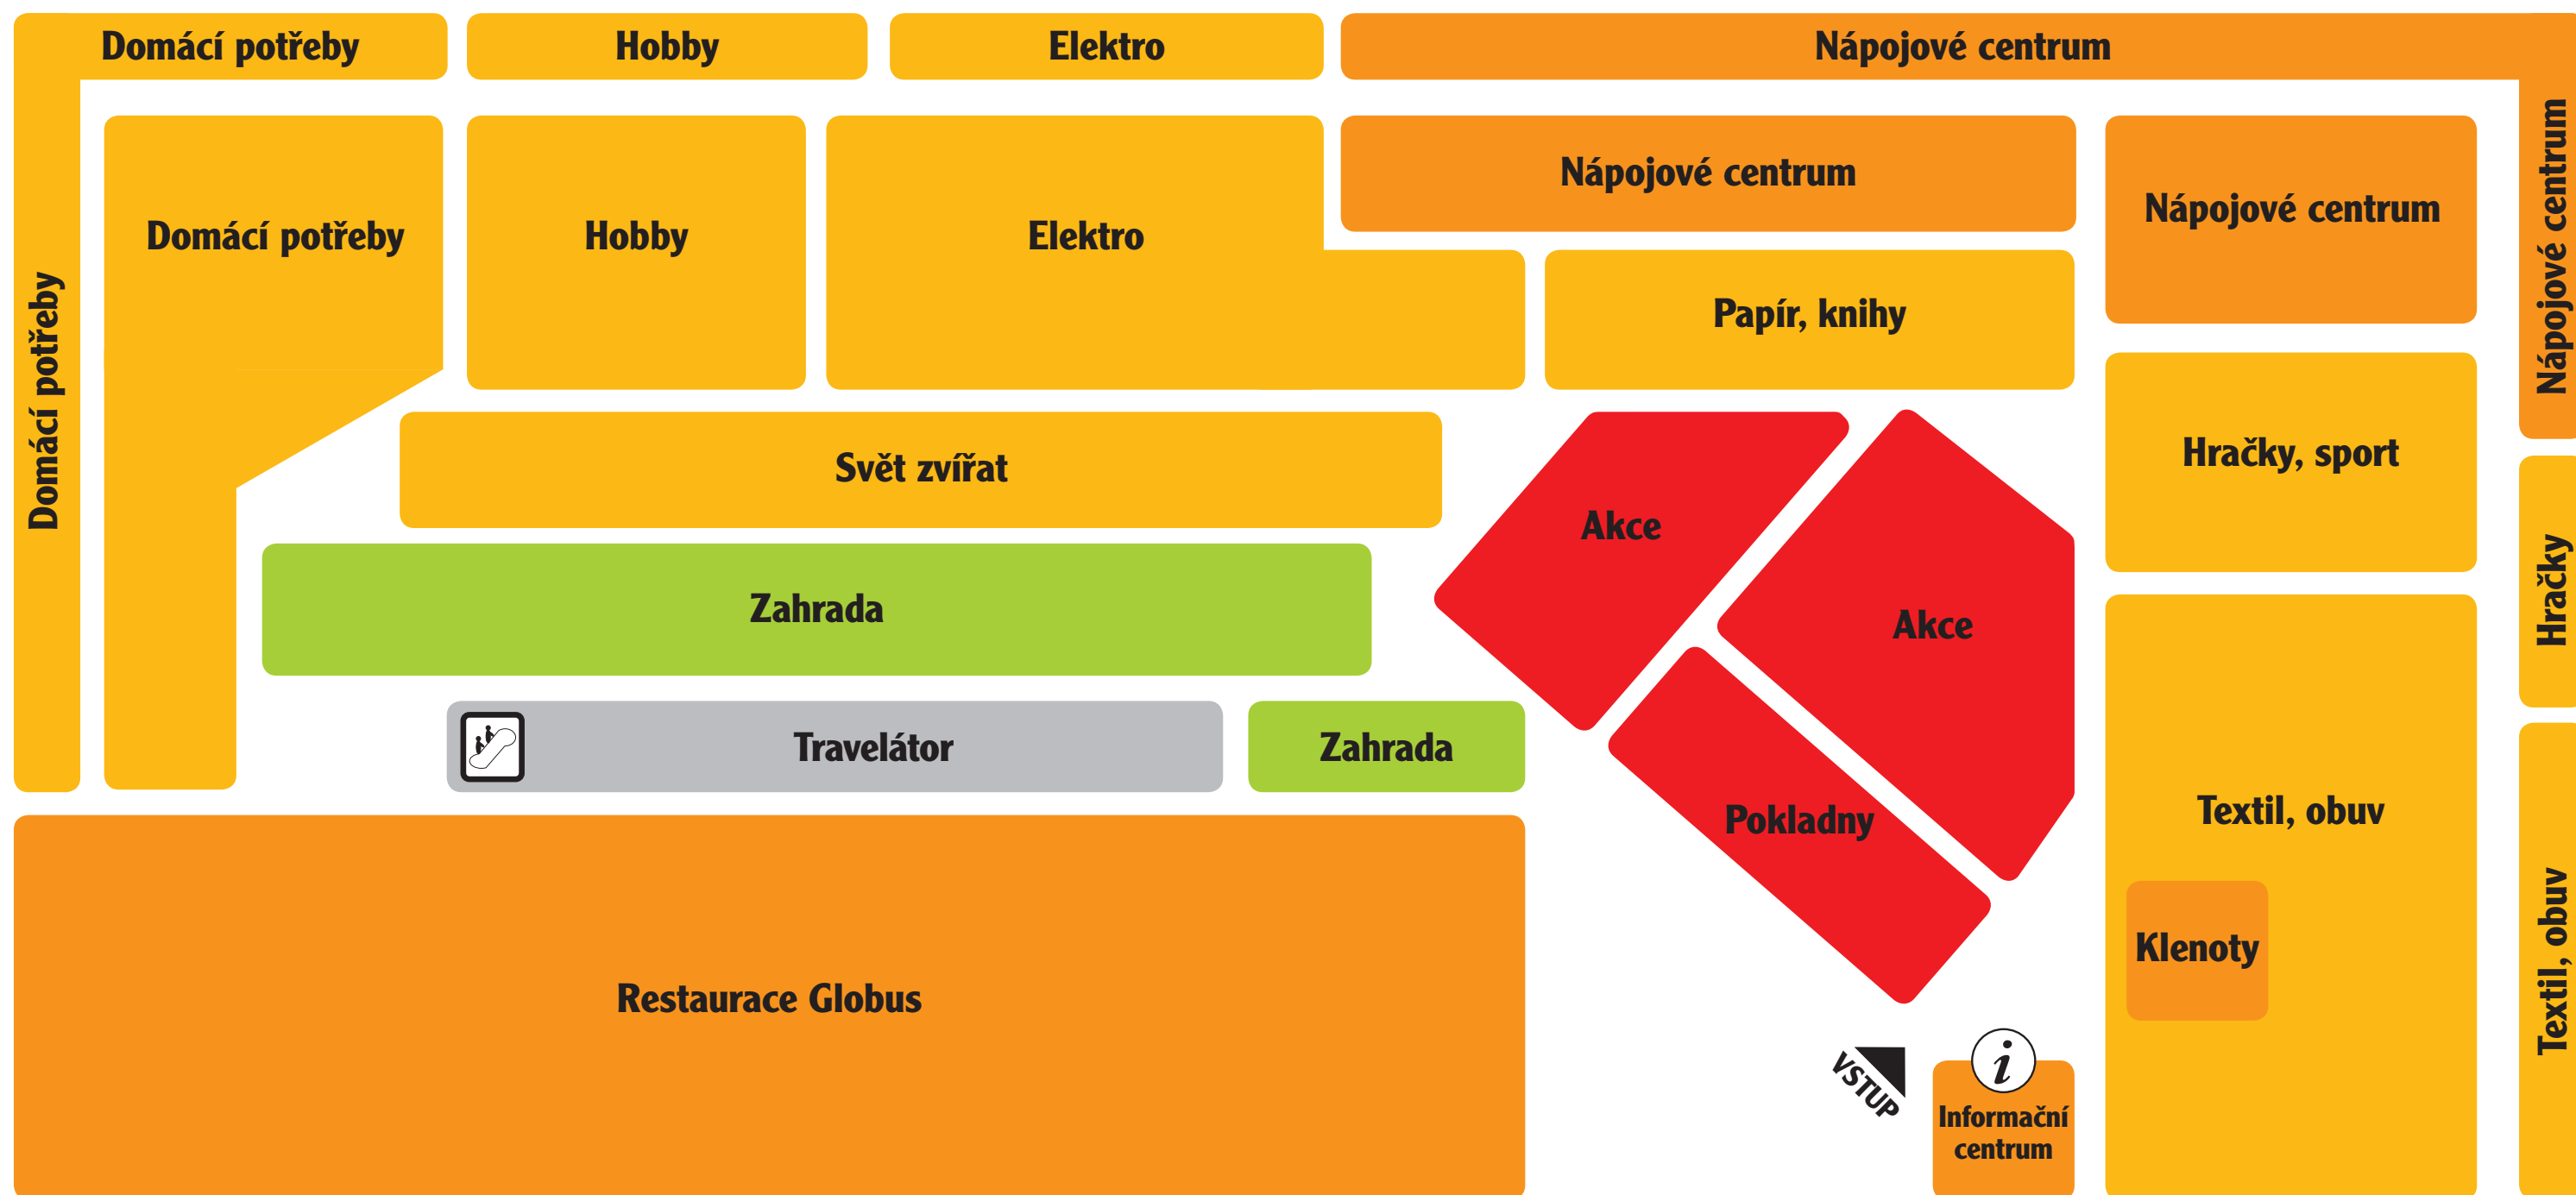 Domácí potřeby
Hobby
Elektro
Nápojové centrum
Domácí potřeby
Domácí potřeby
Hobby
Elektro
Nápojové centrum
Nápojové centrum
Nápojové centrum
Papír, knihy
Svět zvířat
Akce
Hračky, sport
Hračky
Zahrada
Akce
Travelátor
Zahrada
Pokladny
Textil, obuv
Klenoty
Textil, obuv
Restaurace Globus
VSTUP
i
Informační
centrum